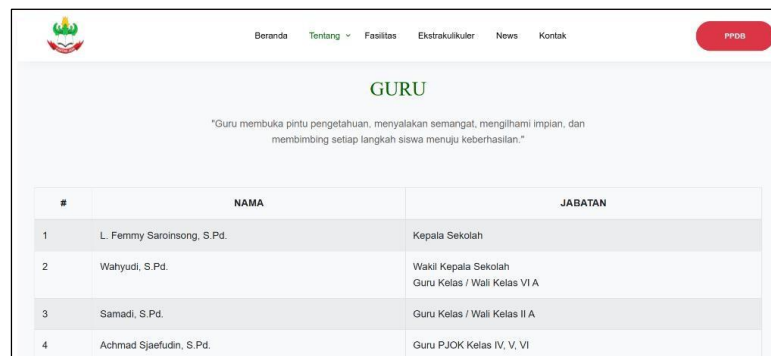 Beranda Tentang Fasilitas Ekstrakulikuler News Kontak PPDB
GURU
"Guru membuka pintu pengetahuan, menyalakan semangat, mengilhami impian, dan
membimbing setiap langkah siswa menuju keberhasilan."
# NAMA JABATAN
1 L. Femmy Saroinsong, S.Pd. Kepala Sekolah
2 Wahyudi, S.Pd. Wakil Kepala Sekolah
Guru Kelas / Wali Kelas VI A
3 Samadi, S.Pd. Guru Kelas / Wali Kelas II A
4 Achmad Sjaefudin, S.Pd. Guru PJOK Kelas IV, V, VI